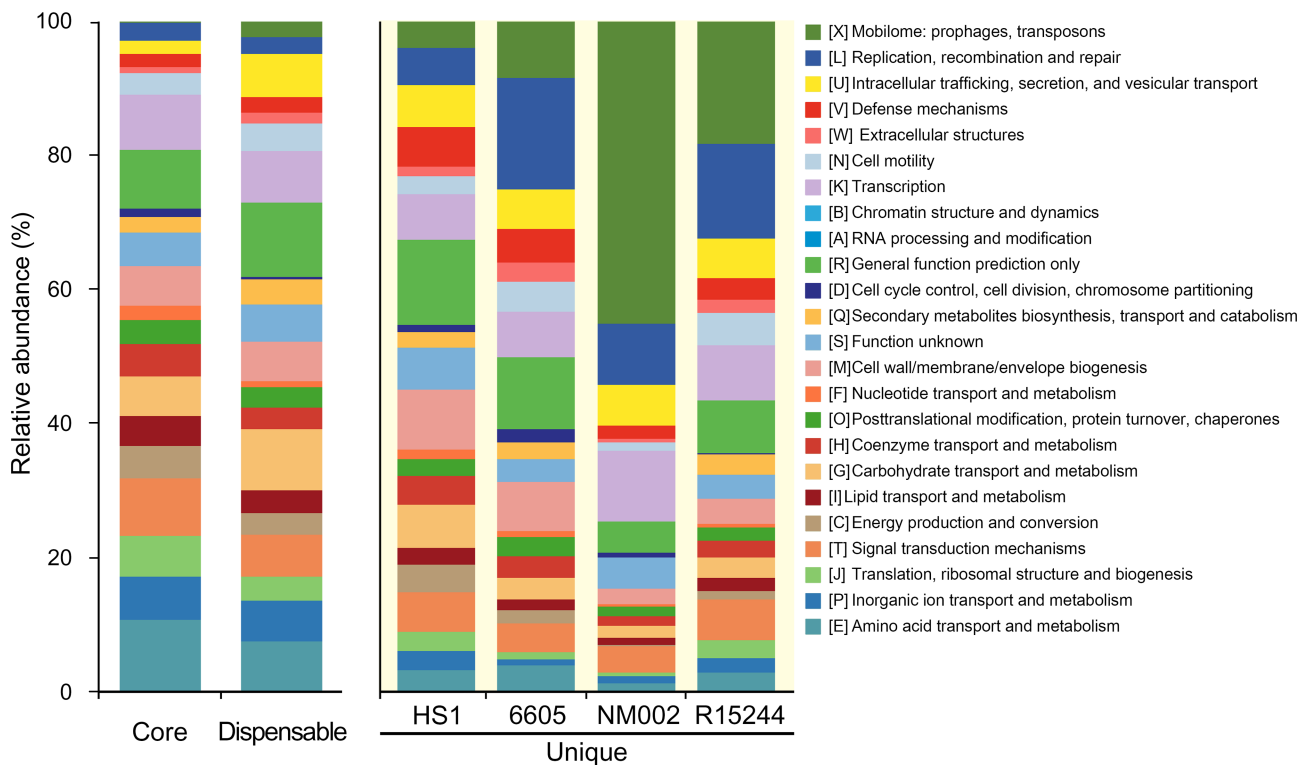 Relative abundance (%)
100
80
60
40
20
0
Core
Dispensable
HS1
6605
NM002
R15244
Unique
[X] Mobilome: prophages, transposons
[L] Replication, recombination and repair
[U] Intracellular trafficking, secretion, and vesicular transport
[V] Defense mechanisms
[W] Extracellular structures
[N] Cell motility
[K] Transcription
[B] Chromatin structure and dynamics
[A] RNA processing and modification
[R] General function prediction only
[D] Cell cycle control, cell division, chromosome partitioning
[Q] Secondary metabolites biosynthesis, transport and catabolism
[S] Function unknown
[M] Cell wall/membrane/envelope biogenesis
[F] Nucleotide transport and metabolism
[O] Posttranslational modification, protein turnover, chaperones
[H] Coenzyme transport and metabolism
[G] Carbohydrate transport and metabolism
[I] Lipid transport and metabolism
[C] Energy production and conversion
[T] Signal transduction mechanisms
[J] Translation, ribosomal structure and biogenesis
[P] Inorganic ion transport and metabolism
[E] Amino acid transport and metabolism